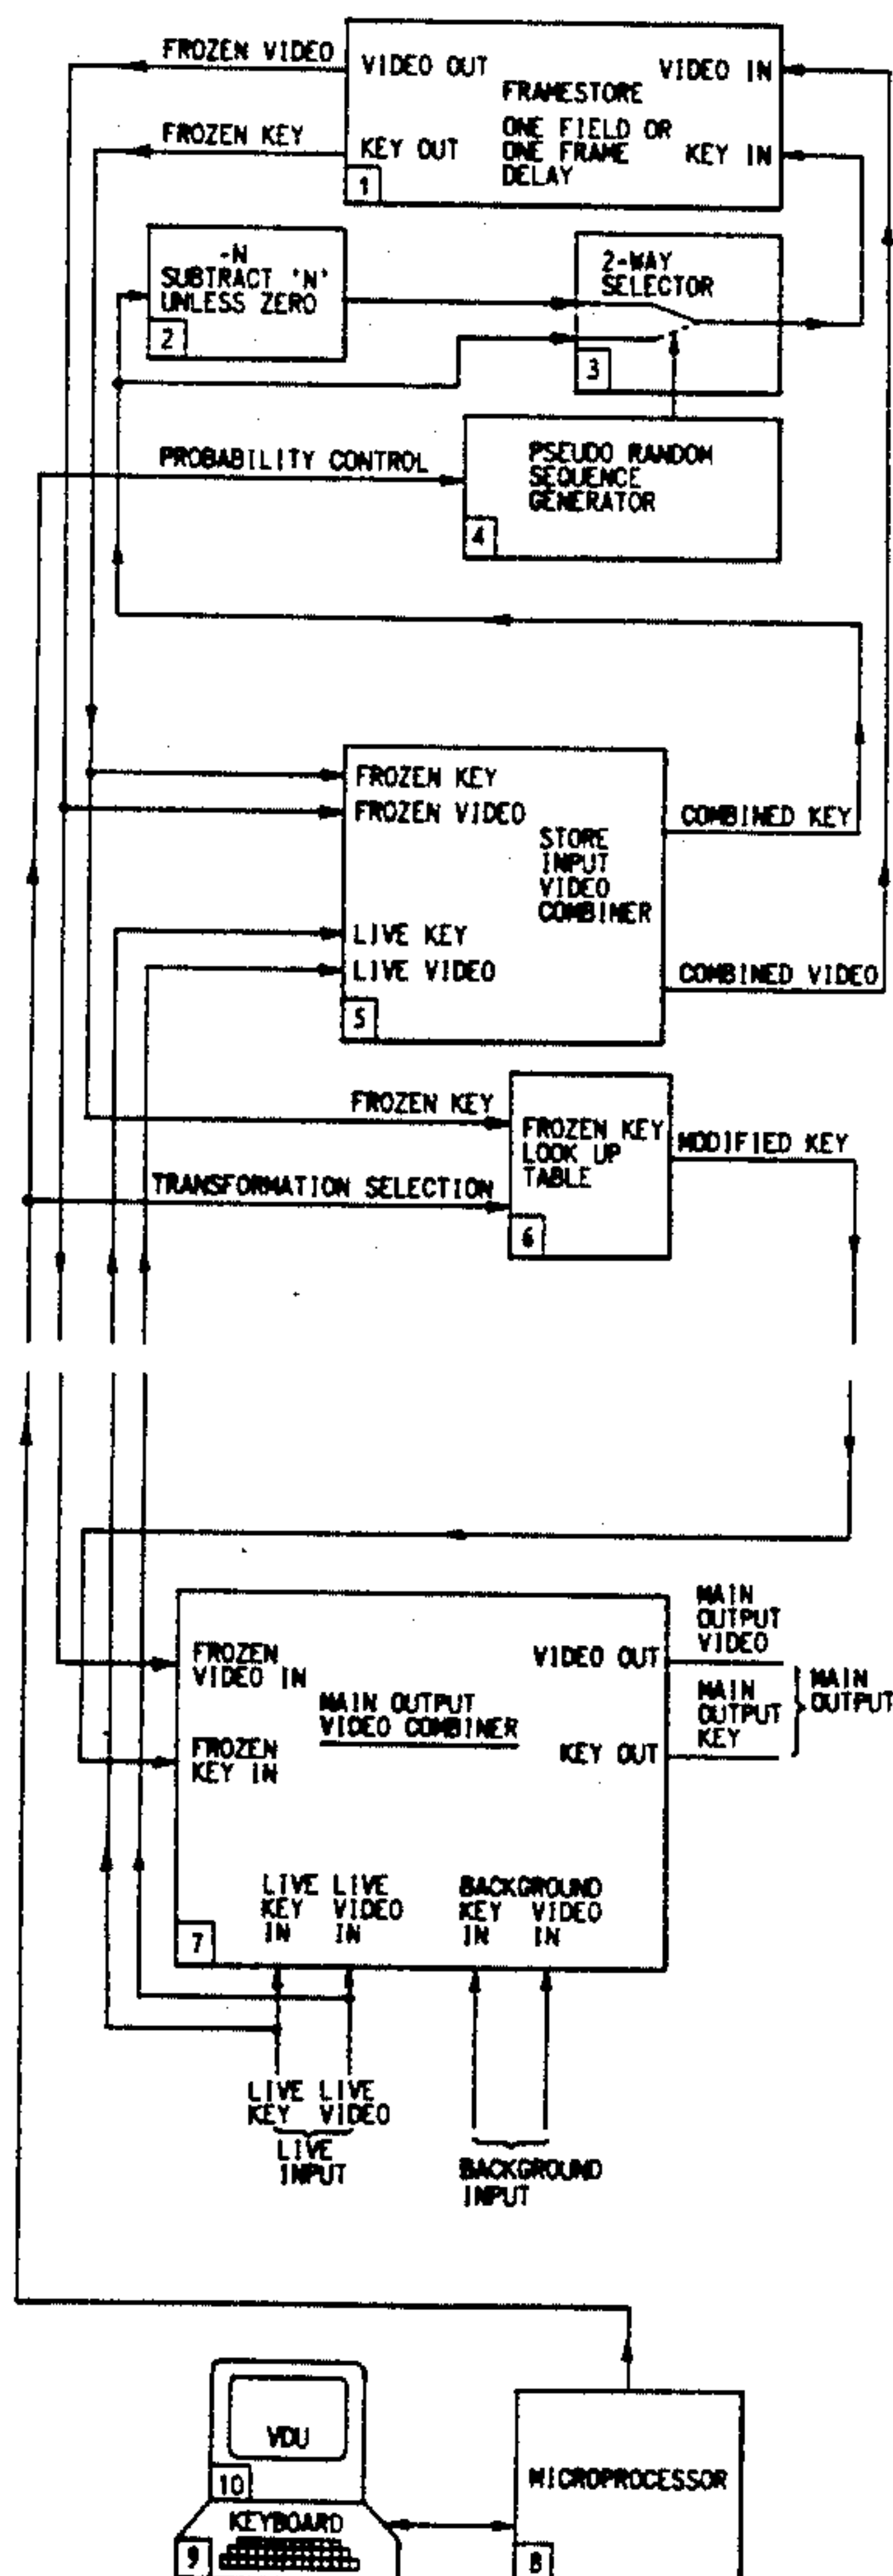 FROZEN VIDEO
VIDEO OUT
VIDEO IN
FRAMESTORE
ONE FIELD OR
ONE FRAME
DELAY
FROZEN KEY
KEY OUT
KEY IN
1
-N
SUBTRACT 'N'
UNLESS ZERO
2
2-WAY
SELECTOR
3
PROBABILITY CONTROL
PSEUDO RANDOM
SEQUENCE
GENERATOR
4
FROZEN KEY
FROZEN VIDEO
STORE
INPUT
VIDEO
COMBINER
COMBINED KEY
LIVE KEY
LIVE VIDEO
COMBINED VIDEO
5
FROZEN KEY
FROZEN KEY
LOOK UP
TABLE
MODIFIED KEY
TRANSFORMATION SELECTION
6
FROZEN
VIDEO IN
MAIN OUTPUT
VIDEO COMBINER
VIDEO OUT
MAIN
OUTPUT
VIDEO
FROZEN
KEY IN
KEY OUT
MAIN
OUTPUT
KEY
MAIN
OUTPUT
LIVE
KEY
IN
LIVE
VIDEO
IN
BACKGROUND
KEY
IN
VIDEO
IN
7
LIVE
KEY
LIVE
VIDEO
LIVE
INPUT
BACKGROUND
INPUT
VDU
10
KEYBOARD
9
MICROPROCESSOR
8